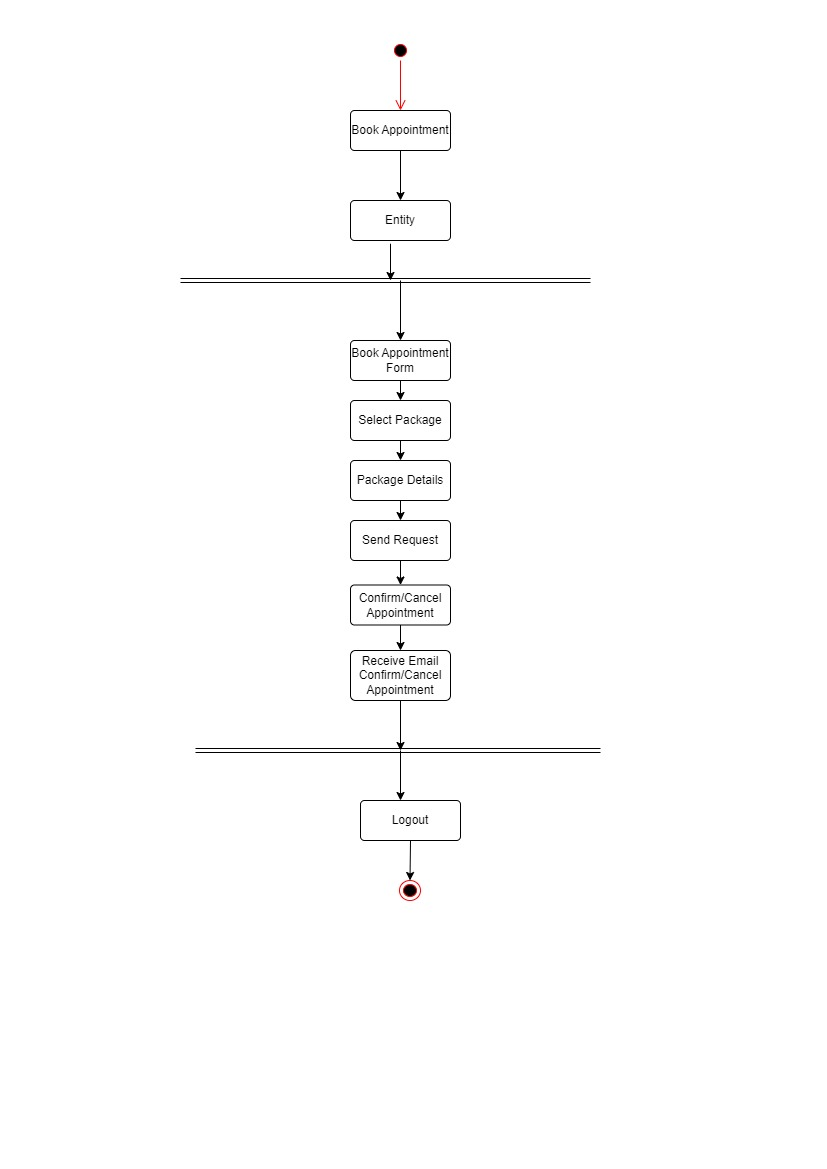 Book Appointment
Entity
Book Appointment
Form
Select Package
Package Details
Send Request
Confirm/Cancel
Appointment
Receive Email
Confirm/Cancel
Appointment
Logout